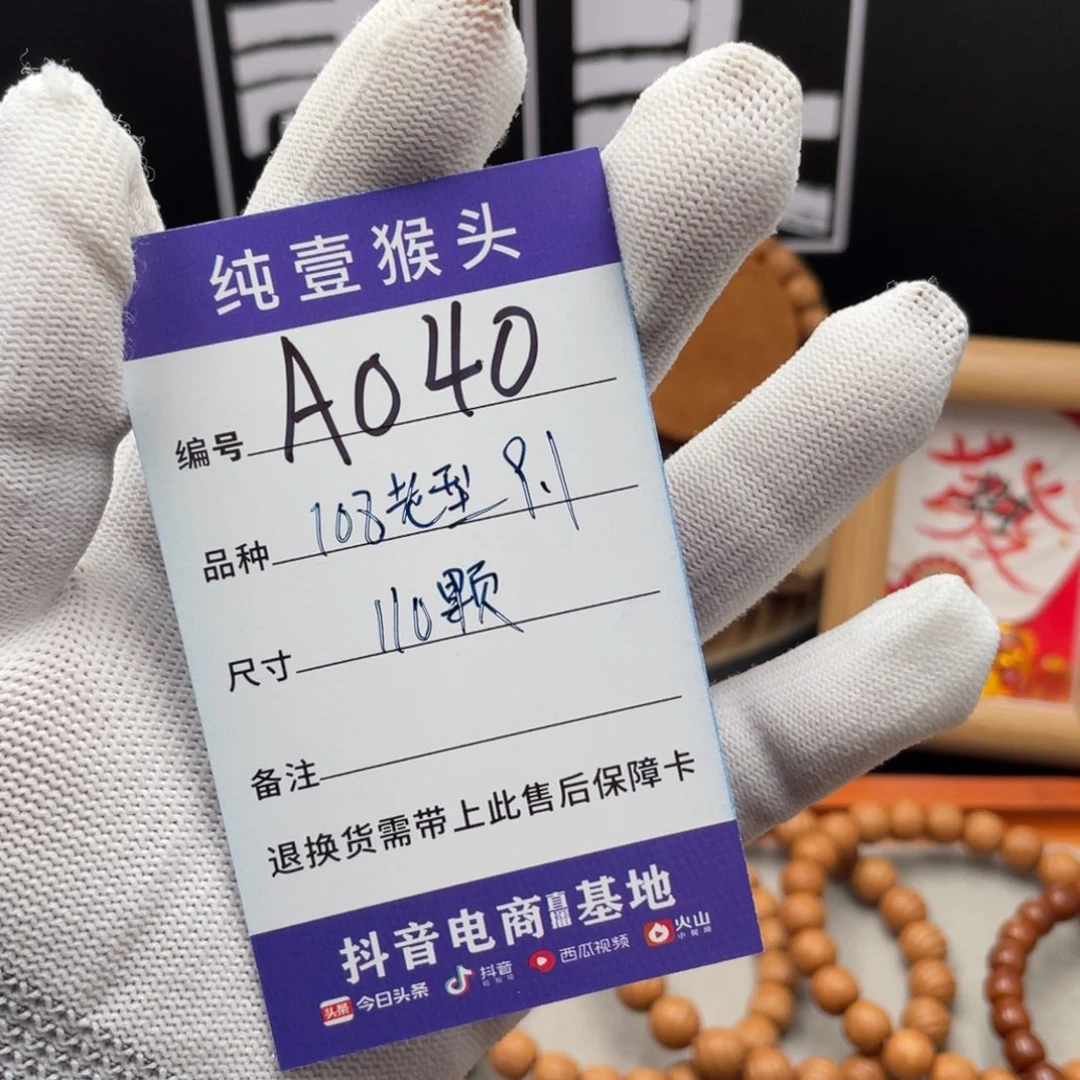 纯壹猴头
编号 A040
品种 108老型 9.1
尺寸 110颗
备注
退换货需带上此售后保障卡
抖音电商直播基地
头条 今日头条 抖音 西瓜视频 火山小视频